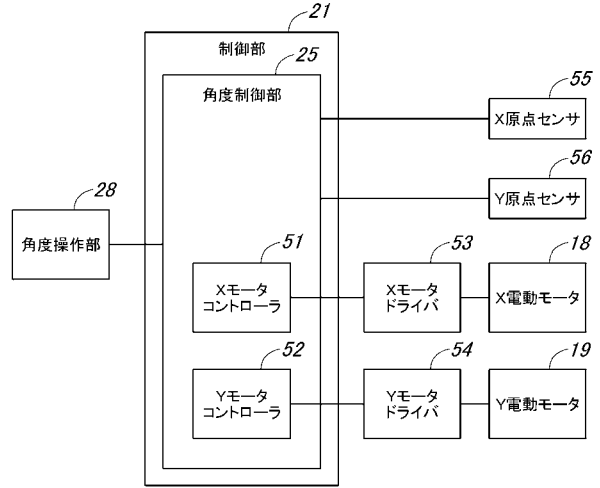 21
制御部
25
角度制御部
55
X原点センサ
56
Y原点センサ
28
角度操作部
51
Xモータ
コントローラ
53
Xモータ
ドライバ
18
X電動モータ
52
Yモータ
コントローラ
54
Yモータ
ドライバ
19
Y電動モータ